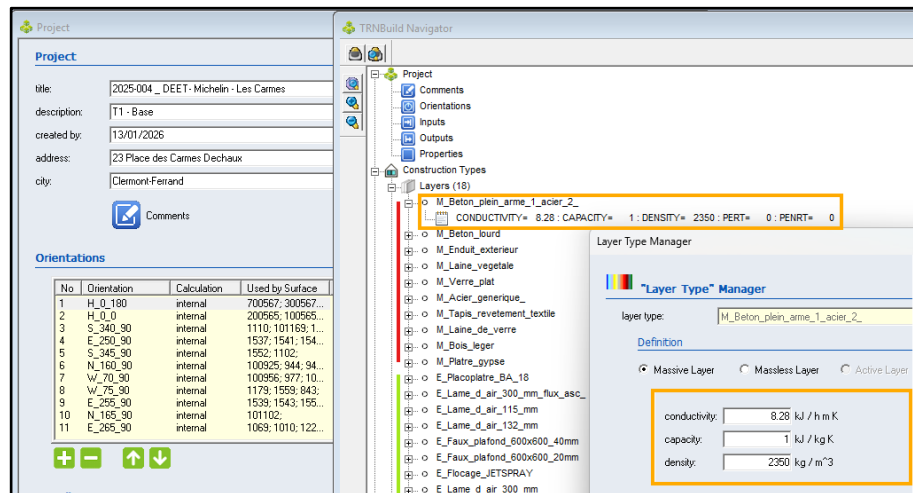 Project
TRNBuild Navigator
Project
title: 2025-004 _ DEET- Michelin - Les Carmes
description: T1 - Base
created by: 13/01/2026
address: 23 Place des Carmes Dechaux
city: Clermont-Ferrand
Comments
Orientations
No Orientation Calculation Used by Surface
1 H_0_180 internal 700567; 300567...
2 H_0_0 internal 200565; 100565...
3 S_340_90 internal 1110; 101169; 1...
4 E_250_90 internal 1537; 1541; 154...
5 S_345_90 internal 1552; 1102;
6 N_160_90 internal 100925; 944; 94...
7 W_70_90 internal 100956; 977; 10...
8 W_75_90 internal 1179; 1559; 843;
9 E_255_90 internal 1539; 1543; 155...
10 N_165_90 internal 101102;
11 E_265_90 internal 1069; 1010; 122...
Project
Comments
Orientations
Inputs
Outputs
Properties
Construction Types
Layers (18)
M_Beton_plein_arme_1_acier_2_
CONDUCTIVITY= 8.28 : CAPACITY= 1 : DENSITY= 2350 : PERT= 0 : PENRT= 0
M_Beton_lourd
M_Enduit_exterieur
M_Laine_vegetale
M_Verre_plat
M_Acier_generique_
M_Tapis_revetement_textile
M_Laine_de_verre
M_Bois_leger
M_Platre_gypse
E_Placoplatre_BA_18
E_Lame_d_air_300_mm_flux_asc_
E_Lame_d_air_115_mm
E_Lame_d_air_132_mm
E_Faux_plafond_600x600_40mm
E_Faux_plafond_600x600_20mm
E_Flocage_JETSPRAY
E_Lame_d_air_300_mm
Layer Type Manager
"Layer Type" Manager
layer type: M_Beton_plein_arme_1_acier_2_
Definition
Massive Layer Massless Layer Active Layer
conductivity: 8.28 kJ / h m K
capacity: 1 kJ / kg K
density: 2350 kg / m^3